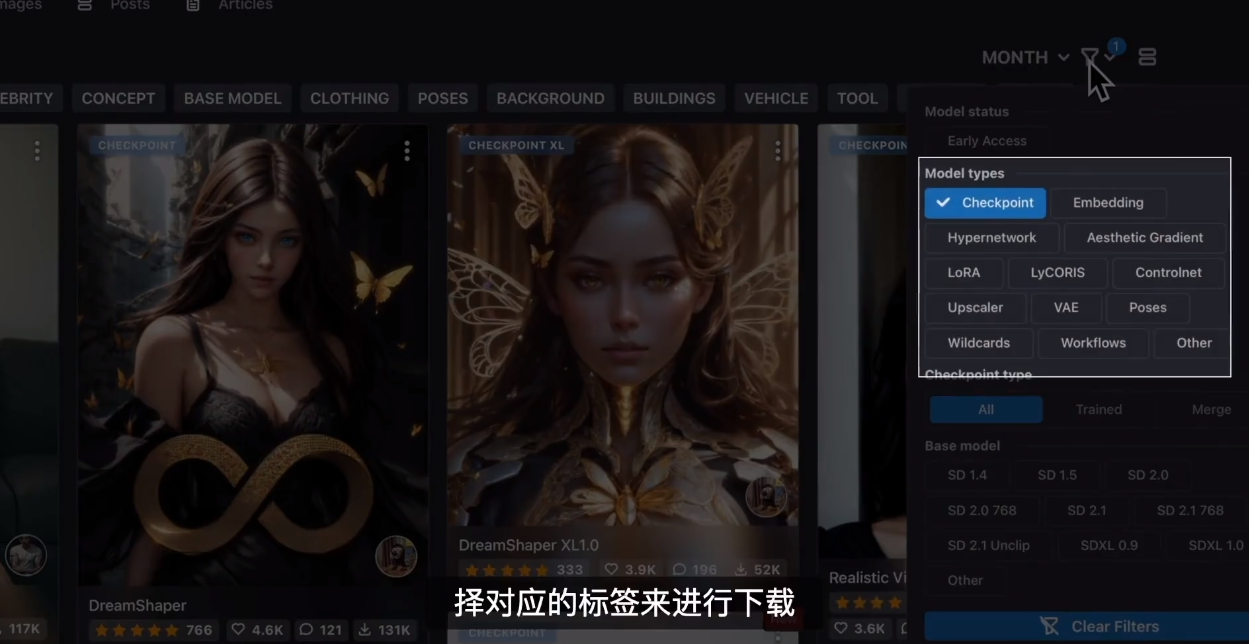 mages Posts Articles
MONTH 1
EBRITY CONCEPT BASE MODEL CLOTHING POSES BACKGROUND BUILDINGS VEHICLE TOOL
CHECKPOINT
CHECKPOINT XL
CHECKPOIN
Model status
Early Access
Model types
Checkpoint Embedding
Hypernetwork Aesthetic Gradient
LoRA LyCORIS Controlnet
Upscaler VAE Poses
Wildcards Workflows Other
Checkpoint type
All Trained Merge
Base model
SD 1.4 SD 1.5 SD 2.0
SD 2.0 768 SD 2.1 SD 2.1 768
SD 2.1 Unclip SDXL 0.9 SDXL 1.0
Other
Clear Filters
117K
DreamShaper
766 4.6K 121 131K
DreamShaper XL1.0
333 3.9K 196 52K
CHECKPOINT
Realistic Vi
3.6K
择对应的标签来进行下载